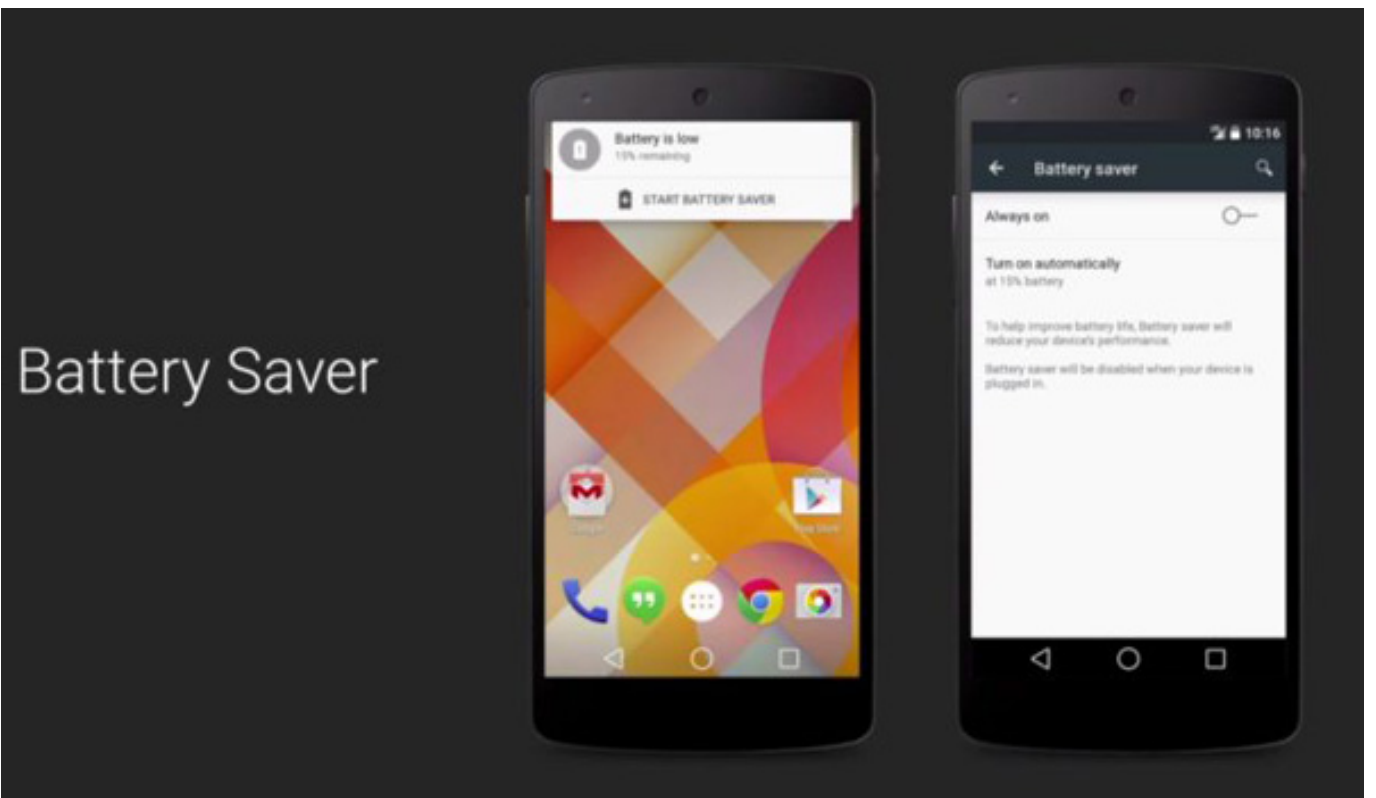 Battery Saver
Battery is low
15% remaining
START BATTERY SAVER
Google
Play Store
10:16
Battery saver
Always on
Turn on automatically
at 15% battery
To help improve battery life, Battery saver will
reduce your device's performance.
Battery saver will be disabled when your device is
plugged in.